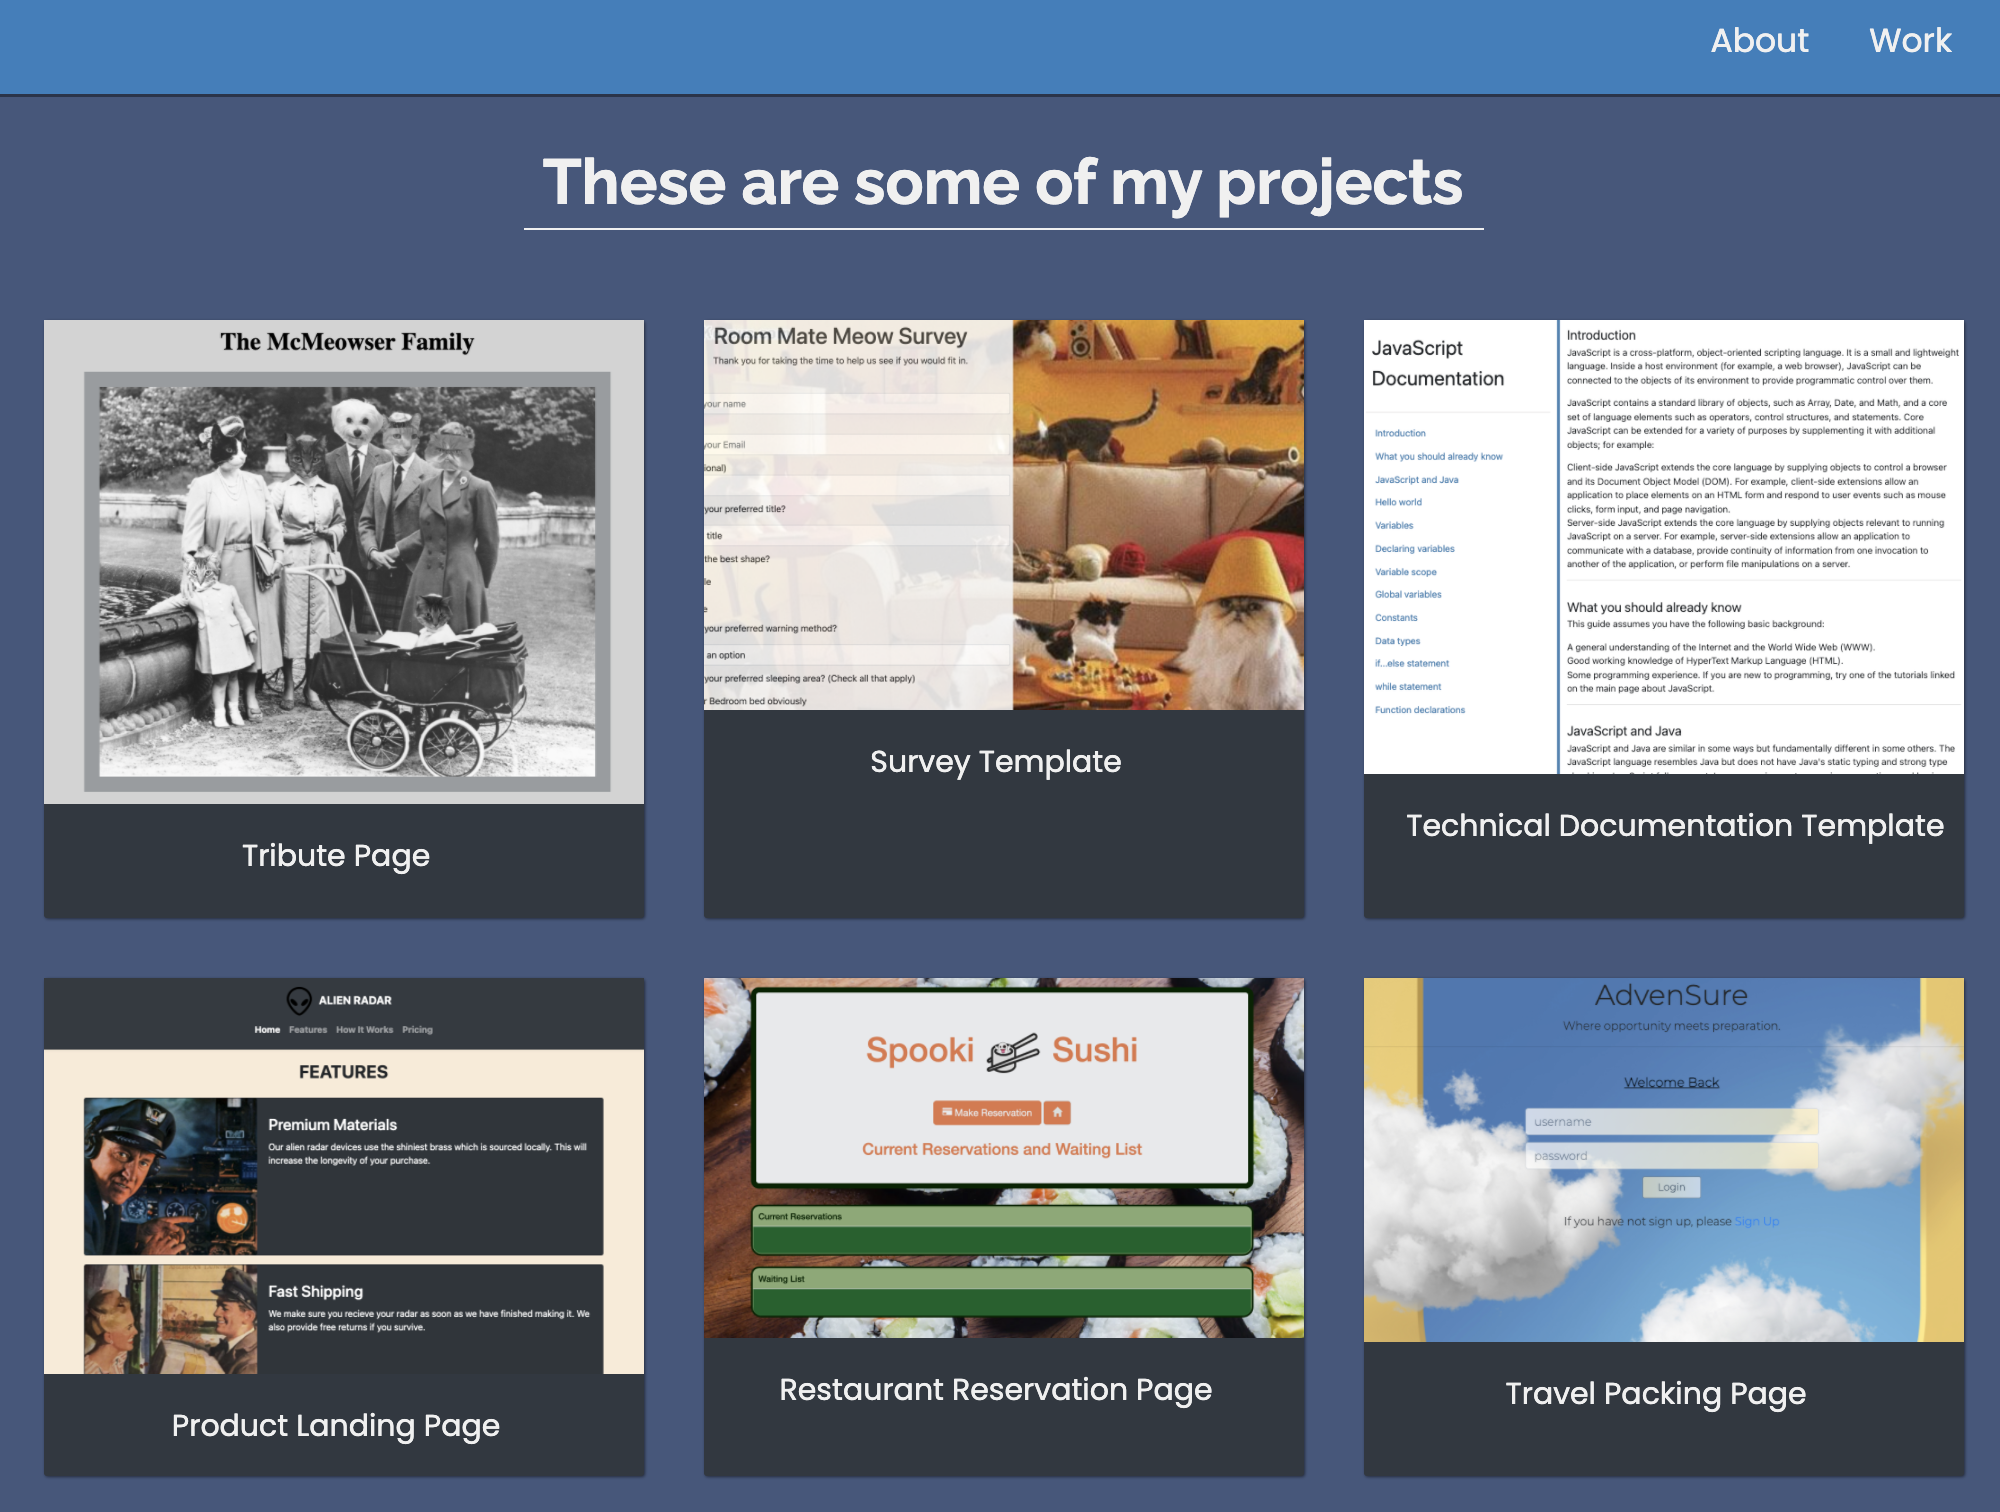 About Work
These are some of my projects
The McMeowser Family
Tribute Page
Room Mate Meow Survey
Thank you for taking the time to help us see if you would fit in.
your name
your Email
ional)
your preferred title?
title
the best shape?
le
e
your preferred warning method?
an option
your preferred sleeping area? (Check all that apply)
r Bedroom bed obviously
Survey Template
JavaScript
Documentation
Introduction
What you should already know
JavaScript and Java
Hello world
Variables
Declaring variables
Variable scope
Global variables
Constants
Data types
if...else statement
while statement
Function declarations
Introduction
JavaScript is a cross-platform, object-oriented scripting language. It is a small and lightweight
language. Inside a host environment (for example, a web browser), JavaScript can be
connected to the objects of its environment to provide programmatic control over them.
JavaScript contains a standard library of objects, such as Array, Date, and Math, and a core
set of language elements such as operators, control structures, and statements. Core
JavaScript can be extended for a variety of purposes by supplementing it with additional
objects; for example:
Client-side JavaScript extends the core language by supplying objects to control a browser
and its Document Object Model (DOM). For example, client-side extensions allow an
application to place elements on an HTML form and respond to user events such as mouse
clicks, form input, and page navigation.
Server-side JavaScript extends the core language by supplying objects relevant to running
JavaScript on a server. For example, server-side extensions allow an application to
communicate with a database, provide continuity of information from one invocation to
another of the application, or perform file manipulations on a server.
What you should already know
This guide assumes you have the following basic background:
A general understanding of the Internet and the World Wide Web (WWW).
Good working knowledge of HyperText Markup Language (HTML).
Some programming experience. If you are new to programming, try one of the tutorials linked
on the main page about JavaScript.
JavaScript and Java
JavaScript and Java are similar in some ways but fundamentally different in some others. The
JavaScript language resembles Java but does not have Java's static typing and strong type
Technical Documentation Template
ALIEN RADAR
Home Features How It Works Pricing
FEATURES
Premium Materials
Our alien radar devices use the shiniest brass which is sourced locally. This will
increase the longevity of your purchase.
Fast Shipping
We make sure you recieve your radar as soon as we have finished making it. We
also provide free returns if you survive.
Product Landing Page
Spooki Sushi
Make Reservation
Current Reservations and Waiting List
Current Reservations
Waiting List
Restaurant Reservation Page
AdvenSure
Where opportunity meets preparation.
Welcome Back
username
password
Login
If you have not sign up, please Sign Up
Travel Packing Page